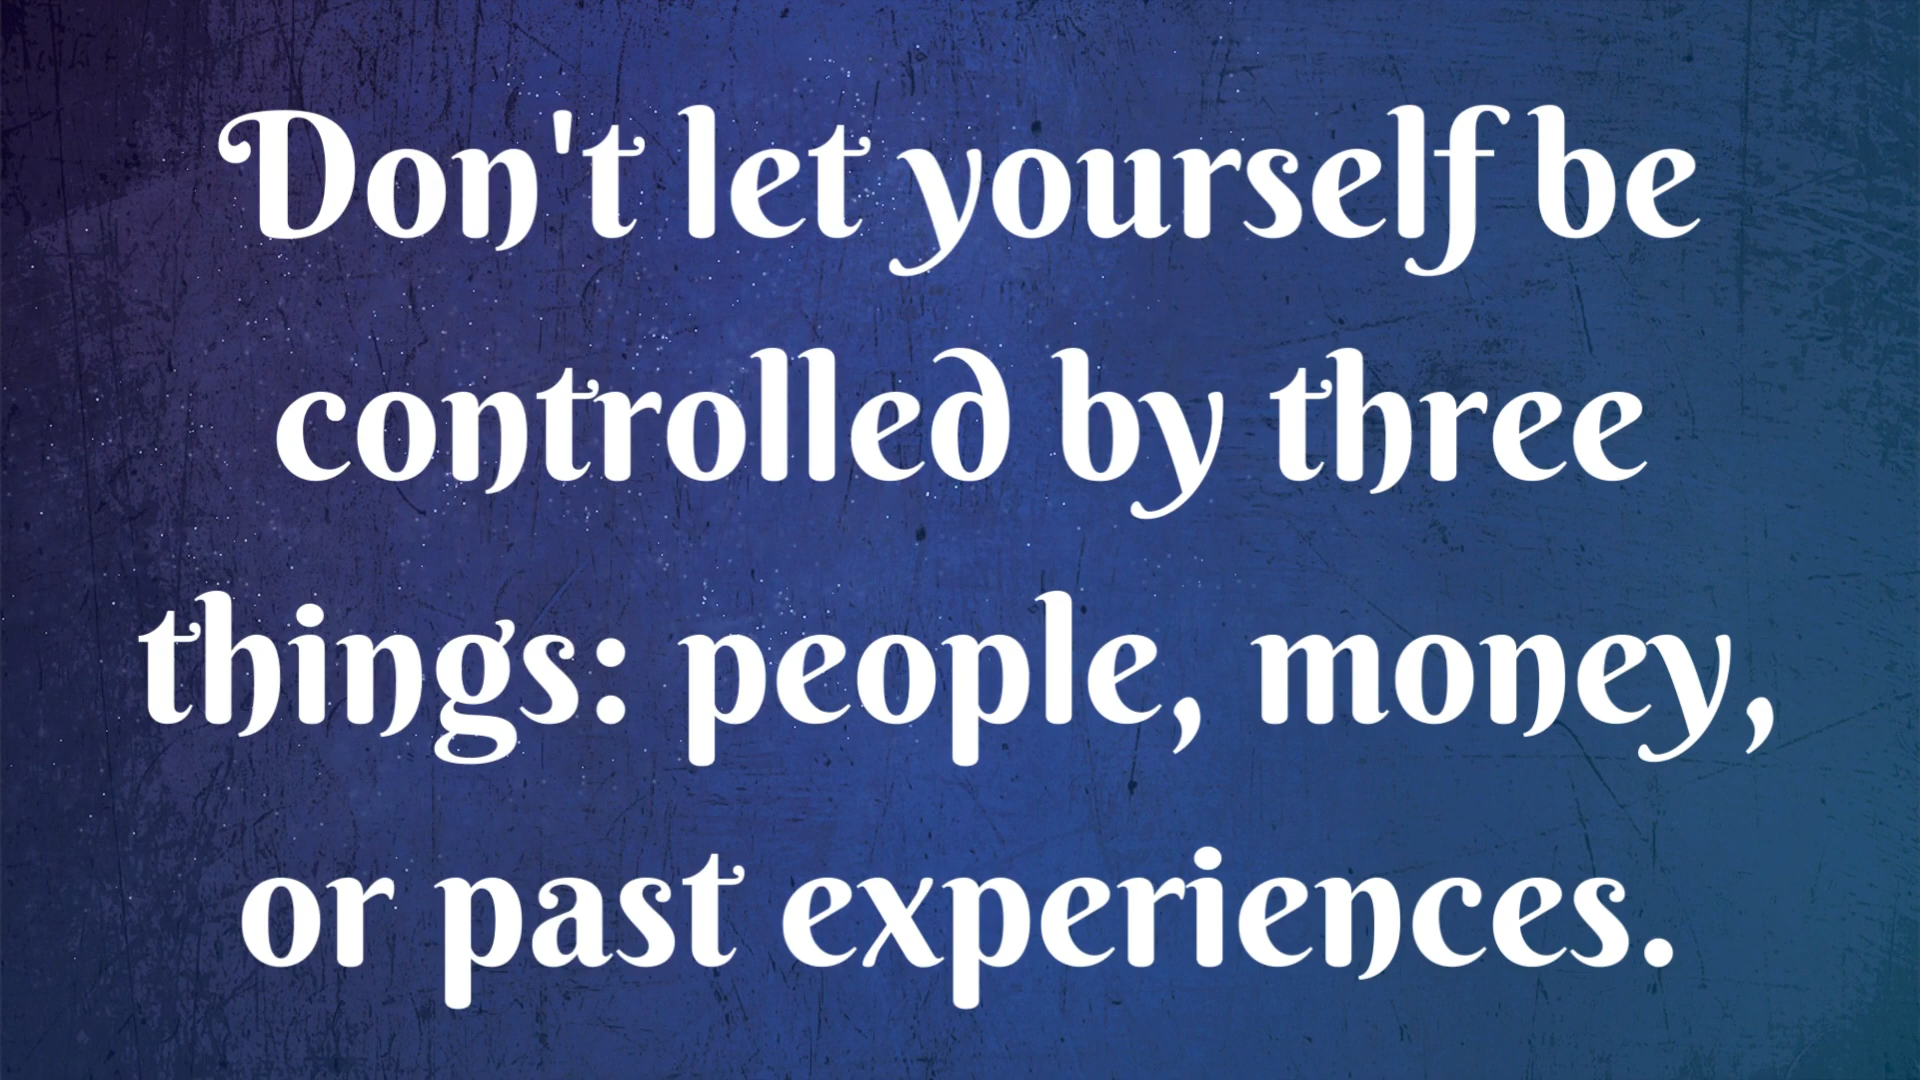 Don't let yourself be
controlled by three
things: people, money,
or past experiences.